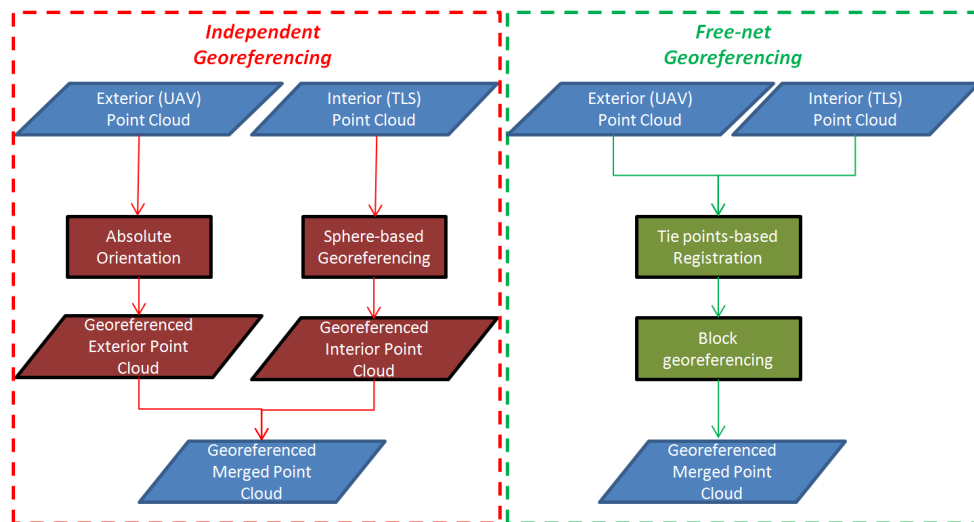 Independent
Georeferencing
Exterior (UAV)
Point Cloud
Interior (TLS)
Point Cloud
Absolute
Orientation
Sphere-based
Georeferencing
Georeferenced
Exterior Point
Cloud
Georeferenced
Interior Point
Cloud
Georeferenced
Merged Point
Cloud
Free-net
Georeferencing
Exterior (UAV)
Point Cloud
Interior (TLS)
Point Cloud
Tie points-based
Registration
Block
georeferencing
Georeferenced
Merged Point
Cloud